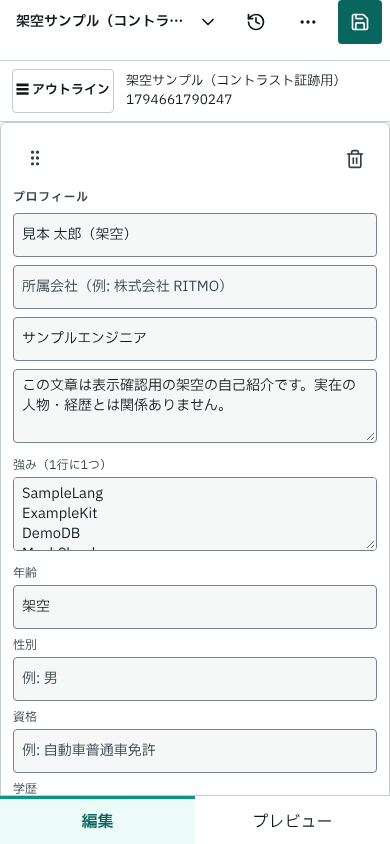 架空サンプル（コントラス…
アウトライン
架空サンプル（コントラスト証跡用）
1794661790247
プロフィール
見本 太郎（架空）
所属会社（例: 株式会社 RITMO）
サンプルエンジニア
この文章は表示確認用の架空の自己紹介です。実在の
人物・経歴とは関係ありません。
強み（1行に1つ）
SampleLang
ExampleKit
DemoDB
年齢
架空
性別
例: 男
資格
例: 自動車普通車免許
学歴
編集
プレビュー